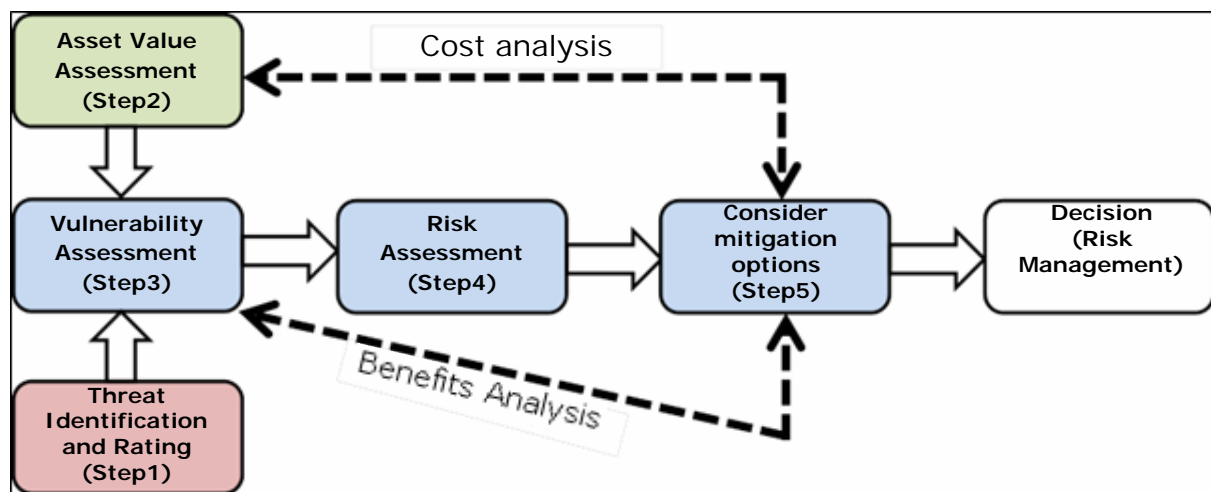 Asset Value
Assessment
(Step2)
Cost analysis
Vulnerability
Assessment
(Step3)
Risk
Assessment
(Step4)
Consider
mitigation
options
(Step5)
Decision
(Risk
Management)
Benefits Analysis
Threat
Identification
and Rating
(Step1)